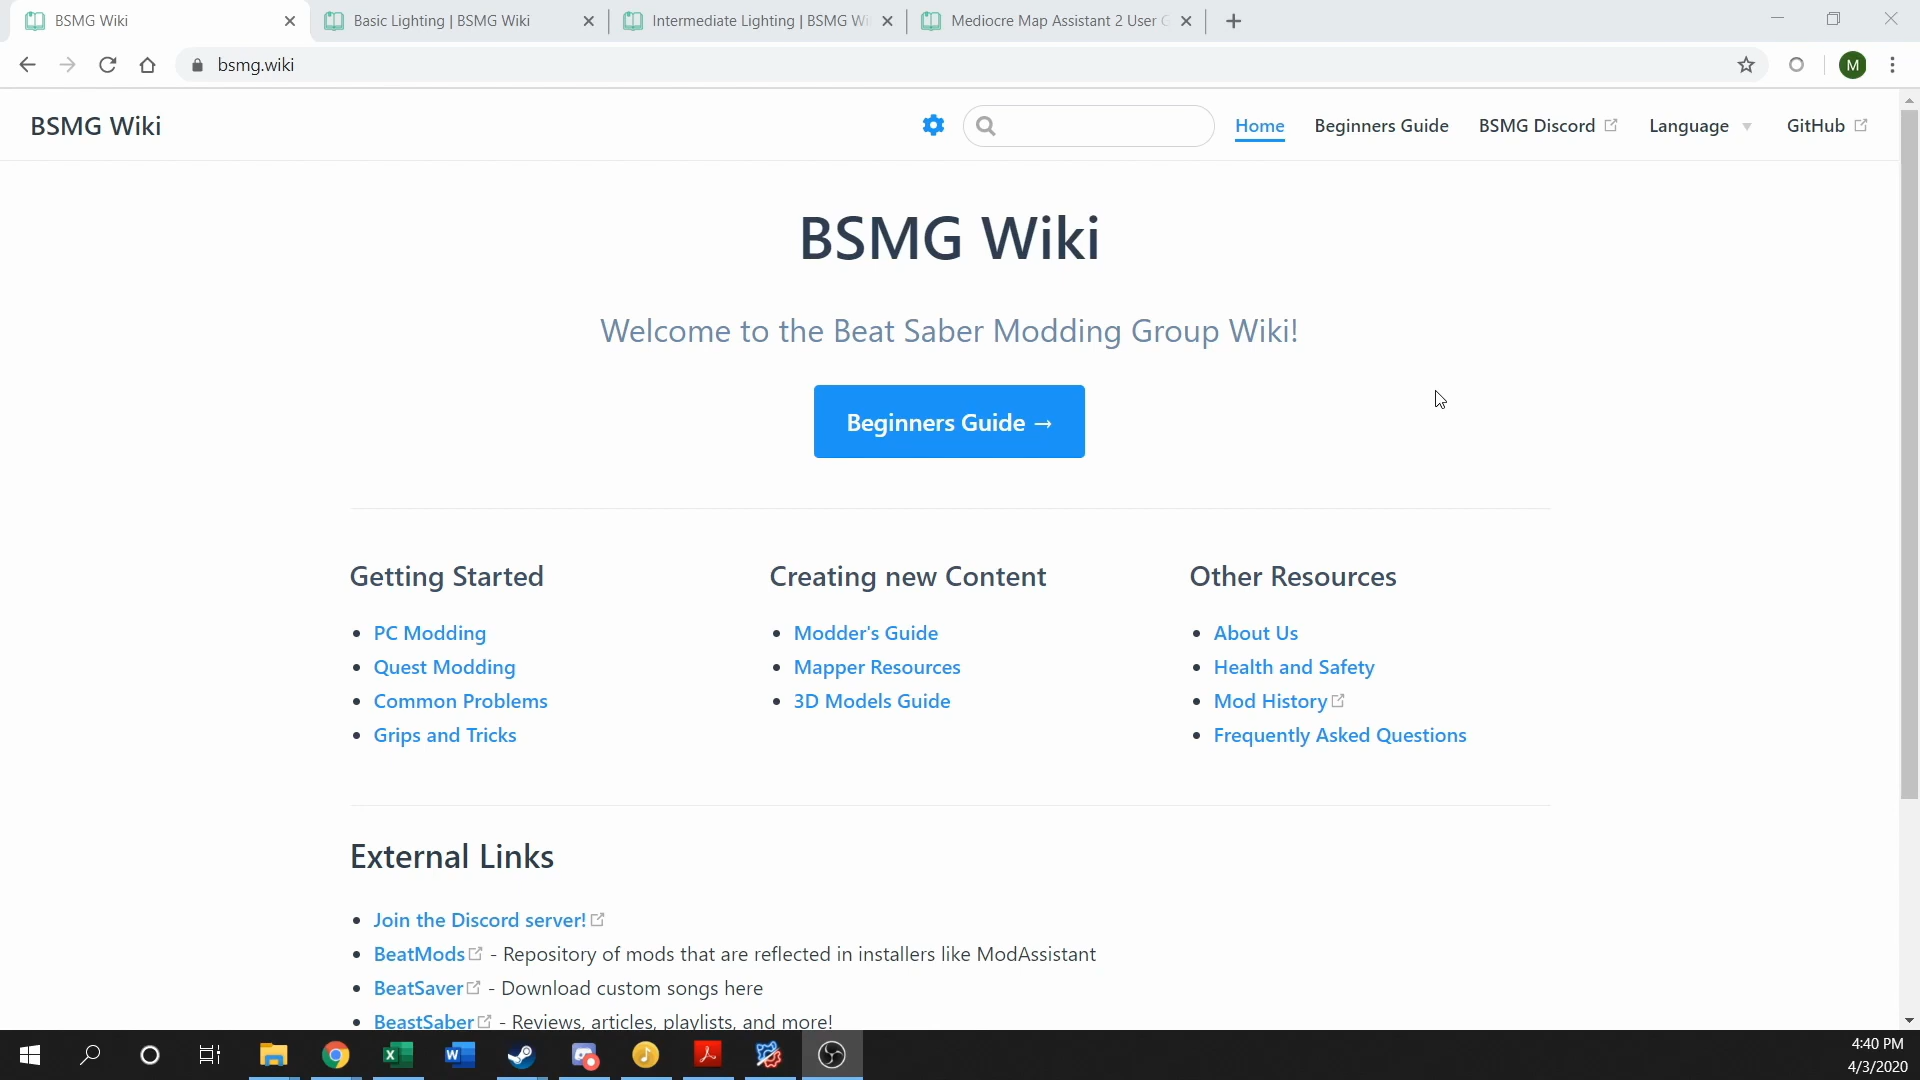 BSMG Wiki
Basic Lighting | BSMG Wiki
Intermediate Lighting | BSMG Wi
Mediocre Map Assistant 2 User G
bsmg.wiki
M
BSMG Wiki
Home
Beginners Guide
BSMG Discord
Language
GitHub
BSMG Wiki
Welcome to the Beat Saber Modding Group Wiki!
Beginners Guide →
Getting Started
PC Modding
Quest Modding
Common Problems
Grips and Tricks
Creating new Content
Modder's Guide
Mapper Resources
3D Models Guide
Other Resources
About Us
Health and Safety
Mod History
Frequently Asked Questions
External Links
Join the Discord server!
BeatMods - Repository of mods that are reflected in installers like ModAssistant
BeatSaver - Download custom songs here
BeastSaber - Reviews, articles, playlists, and more!
4:40 PM
4/3/2020